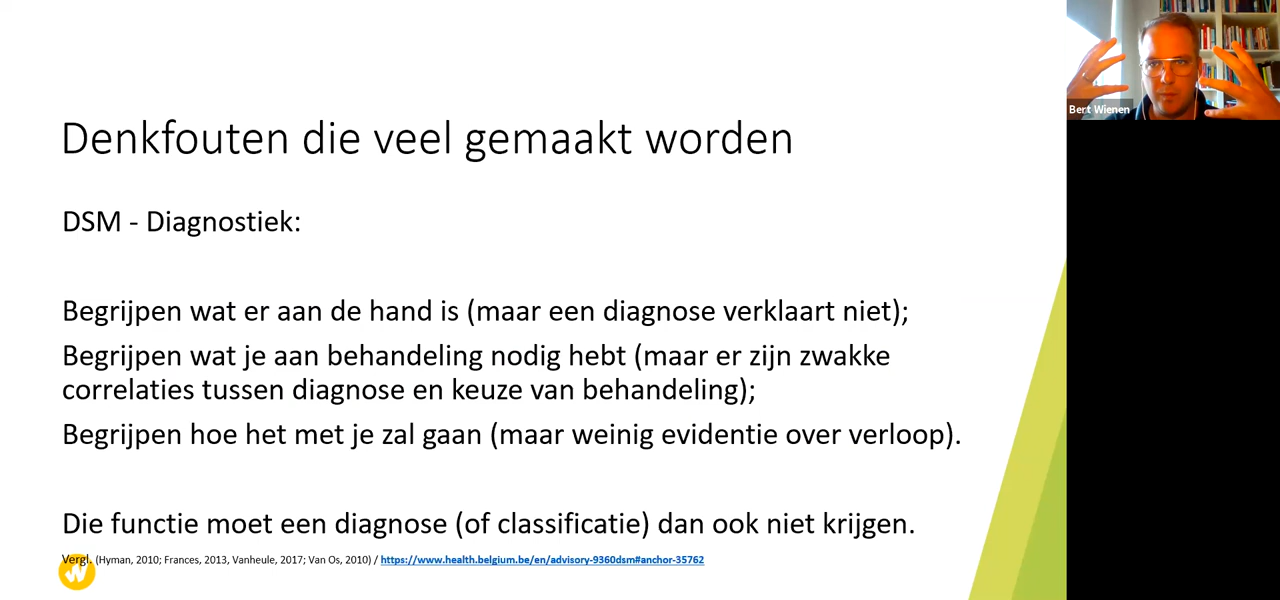 Bert Wienen
Denkfouten die veel gemaakt worden
DSM - Diagnostiek:
Begrijpen wat er aan de hand is (maar een diagnose verklaart niet);
Begrijpen wat je aan behandeling nodig hebt (maar er zijn zwakke
correlaties tussen diagnose en keuze van behandeling);
Begrijpen hoe het met je zal gaan (maar weinig evidentie over verloop).
Die functie moet een diagnose (of classificatie) dan ook niet krijgen.
Vergl. (Hyman, 2010; Frances, 2013, Vanheule, 2017; Van Os, 2010) / https://www.health.belgium.be/en/advisory-9360dsm#anchor-35762
W